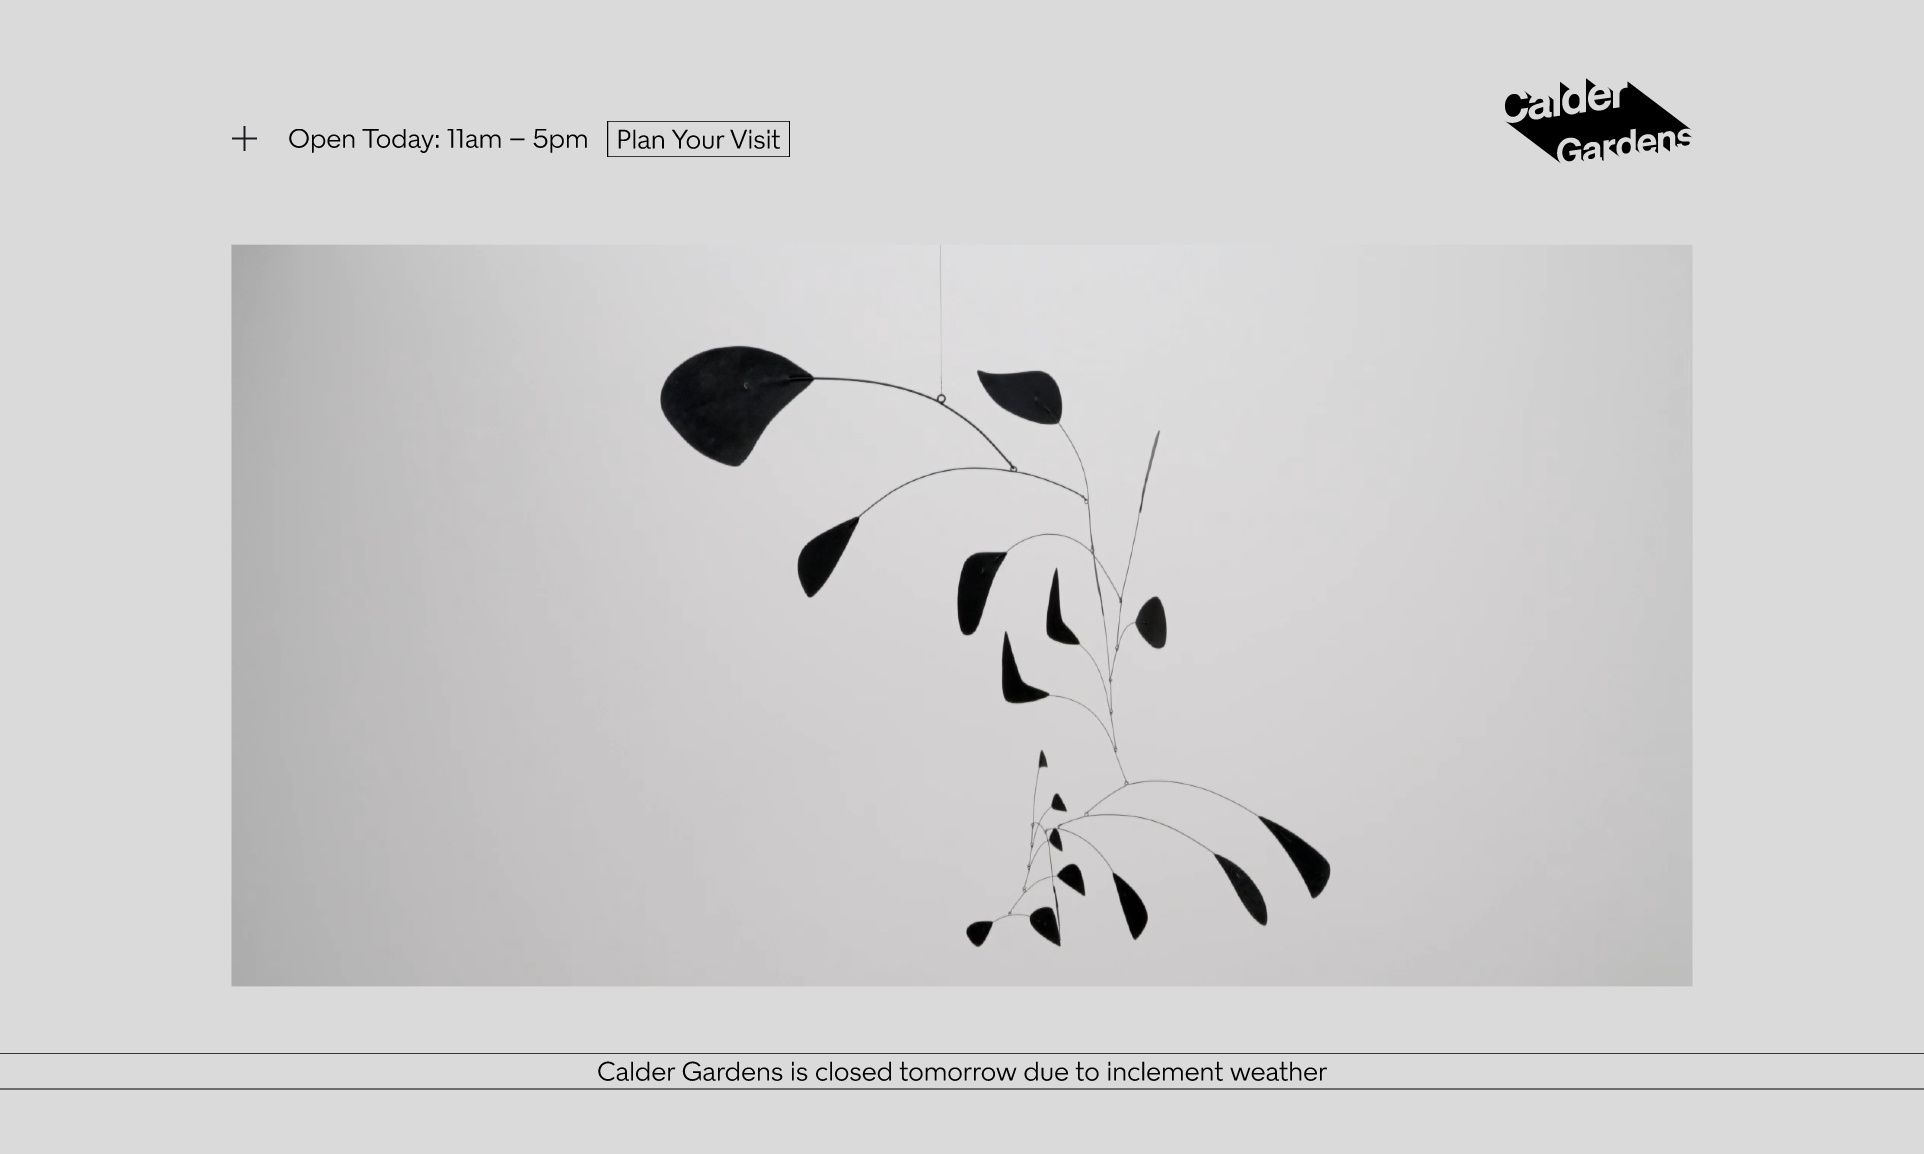 Open Today: 11am – 5pm
Plan Your Visit
Calder
Gardens
Calder Gardens is closed tomorrow due to inclement weather